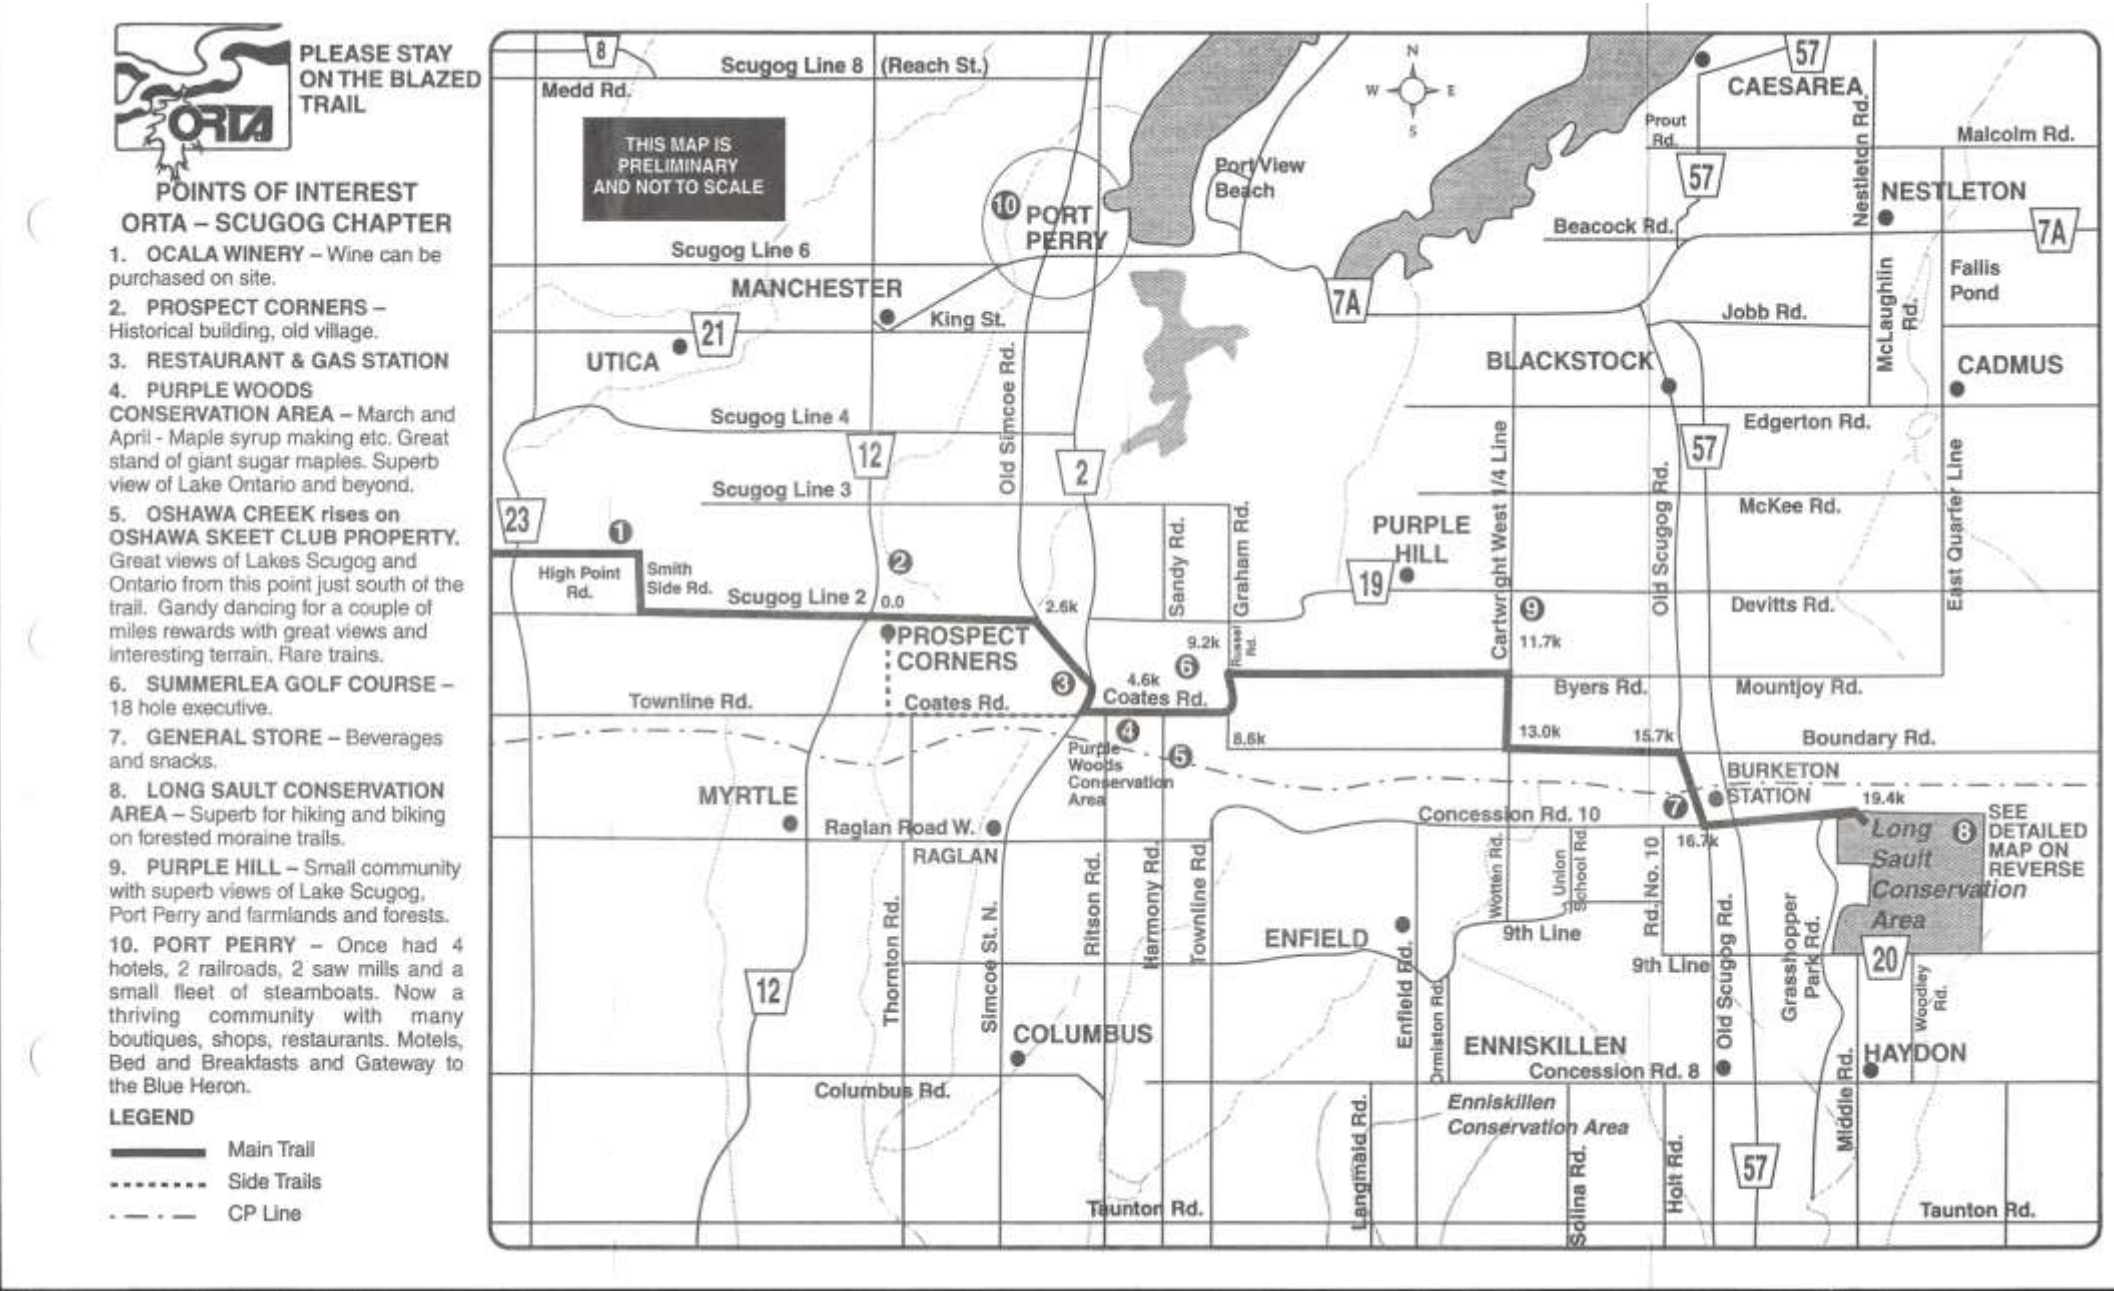 ORTA
PLEASE STAY
ON THE BLAZED
TRAIL
POINTS OF INTEREST
ORTA – SCUGOG CHAPTER
1. OCALA WINERY – Wine can be
purchased on site.
2. PROSPECT CORNERS –
Historical building, old village.
3. RESTAURANT & GAS STATION
4. PURPLE WOODS
CONSERVATION AREA – March and
April - Maple syrup making etc. Great
stand of giant sugar maples. Superb
view of Lake Ontario and beyond.
5. OSHAWA CREEK rises on
OSHAWA SKEET CLUB PROPERTY.
Great views of Lakes Scugog and
Ontario from this point just south of the
trail. Gandy dancing for a couple of
miles rewards with great views and
interesting terrain. Rare trains.
6. SUMMERLEA GOLF COURSE –
18 hole executive.
7. GENERAL STORE – Beverages
and snacks.
8. LONG SAULT CONSERVATION
AREA – Superb for hiking and biking
on forested moraine trails.
9. PURPLE HILL – Small community
with superb views of Lake Scugog,
Port Perry and farmlands and forests.
10. PORT PERRY – Once had 4
hotels, 2 railroads, 2 saw mills and a
small fleet of steamboats. Now a
thriving community with many
boutiques, shops, restaurants. Motels,
Bed and Breakfasts and Gateway to
the Blue Heron.
LEGEND
Main Trail
Side Trails
CP Line
8
Scugog Line 8 (Reach St.)
Medd Rd.
THIS MAP IS
PRELIMINARY
AND NOT TO SCALE
N
W E
S
57
CAESAREA
Prout
Rd.
Malcolm Rd.
Nestleton Rd.
57
NESTLETON
Port View
Beach
10 PORT
PERRY
Beacock Rd.
7A
Scugog Line 6
MANCHESTER
King St.
7A
Fallis
Pond
McLaughlin
Rd.
Jobb Rd.
21
UTICA
BLACKSTOCK
CADMUS
Scugog Line 4
Old Simcoe Rd.
Edgerton Rd.
12
2
57
Cartwright West 1/4 Line
Old Scugog Rd.
East Quarter Line
Scugog Line 3
McKee Rd.
23
1
Sandy Rd.
Graham Rd.
PURPLE
HILL
2
High Point
Rd.
Smith
Side Rd.
Scugog Line 2
0.0
2.6k
19
9
11.7k
Devitts Rd.
PROSPECT
CORNERS
9.2k
Russel
Rd.
6
3
4.6k
Coates Rd.
Townline Rd.
Coates Rd.
Byers Rd.
Mountjoy Rd.
4
8.6k
13.0k
15.7k
Boundary Rd.
Purple
Woods
Conservation
Area
5
BURKETON
STATION
MYRTLE
7
19.4k
Concession Rd. 10
Raglan Road W.
RAGLAN
16.7k
Long
Sault
Conservation
Area
8
SEE
DETAILED
MAP ON
REVERSE
Thornton Rd.
Simcoe St. N.
Ritson Rd.
Harmony Rd.
Townline Rd.
Wotten Rd.
Union
School Rd.
Rd. No. 10
ENFIELD
9th Line
9th Line
Old Scugog Rd.
Grasshopper
Park Rd.
20
12
Enfield Rd.
Ormiston Rd.
Woodley
Rd.
COLUMBUS
ENNISKILLEN
Concession Rd. 8
HAYDON
Columbus Rd.
Enniskillen
Conservation Area
Langmaid Rd.
Solina Rd.
Holt Rd.
Middle Rd.
57
Taunton Rd.
Taunton Rd.